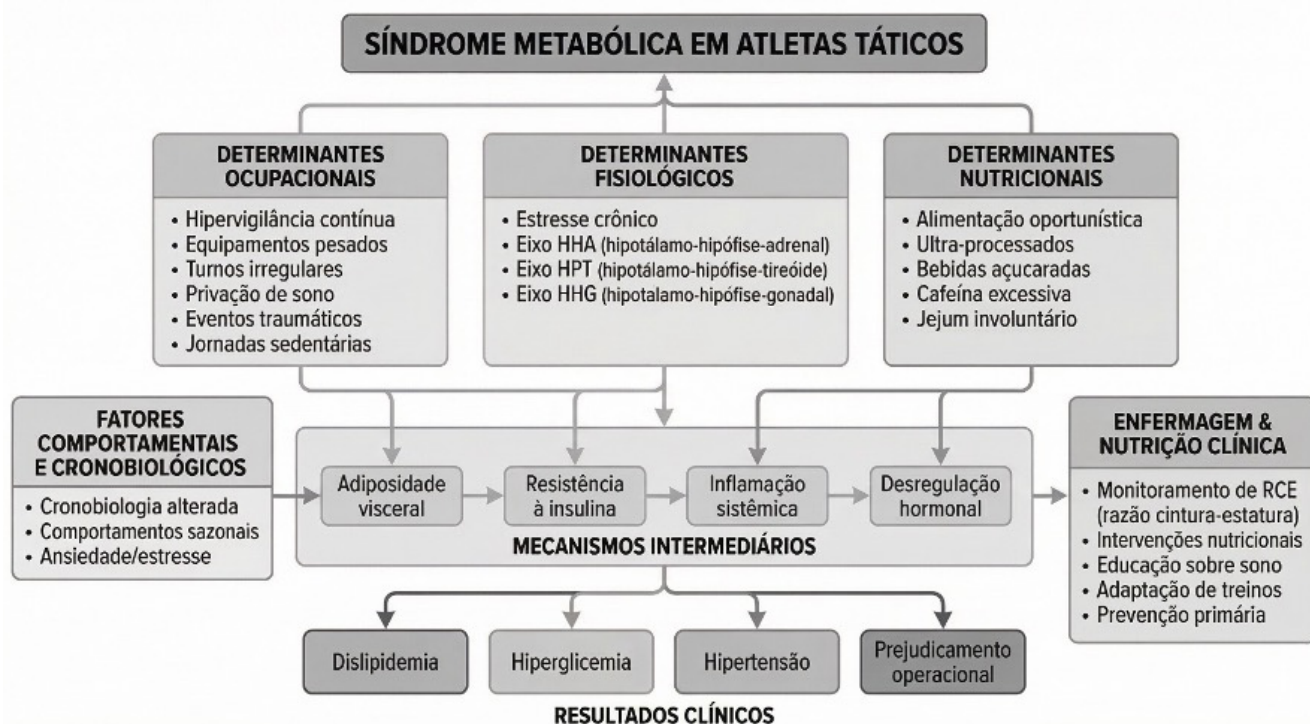 SÍNDROME METABÓLICA EM ATLETAS TÁTICOS
DETERMINANTES
OCUPACIONAIS
• Hipervigilância contínua
• Equipamentos pesados
• Turnos irregulares
• Privação de sono
• Eventos traumáticos
• Jornadas sedentárias
DETERMINANTES
FISIOLÓGICOS
• Estresse crônico
• Eixo HHA (hipotálamo-hipófise-adrenal)
• Eixo HPT (hipotálamo-hipófise-tireóide)
• Eixo HHG (hipotalamo-hipófise-gonadal)
DETERMINANTES
NUTRICIONAIS
• Alimentação oportunística
• Ultra-processados
• Bebidas açucaradas
• Cafeína excessiva
• Jejum involuntário
FATORES
COMPORTAMENTAIS
E CRONOBIOLÓGICOS
• Cronobiologia alterada
• Comportamentos sazonais
• Ansiedade/estresse
Adiposidade
visceral
Resistência
à insulina
Inflamação
sistêmica
Desregulação
hormonal
MECANISMOS INTERMEDIÁRIOS
ENFERMAGEM &
NUTRIÇÃO CLÍNICA
• Monitoramento de RCE
(razão cintura-estatura)
• Intervenções nutricionais
• Educação sobre sono
• Adaptação de treinos
• Prevenção primária
Dislipidemia
Hiperglicemia
Hipertensão
Prejudicamento
operacional
RESULTADOS CLÍNICOS